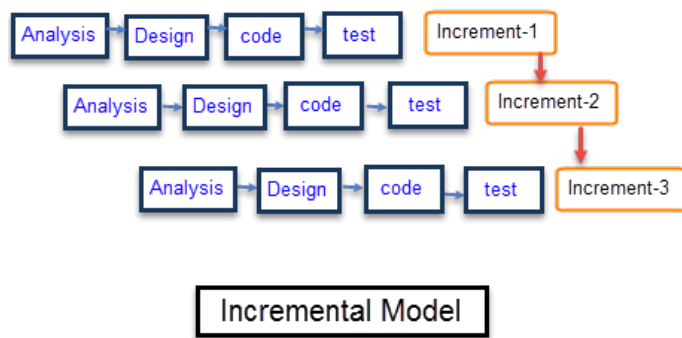 Analysis Design code test Increment-1
Analysis Design code test Increment-2
Analysis Design code test Increment-3
Incremental Model